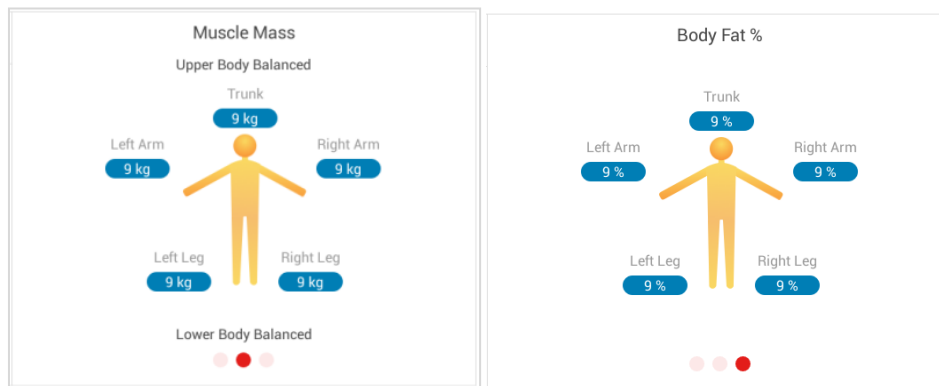 Muscle Mass
Upper Body Balanced
Trunk
9 kg
Left Arm
Right Arm
9 kg
9 kg
Left Leg
Right Leg
9 kg
9 kg
Lower Body Balanced
Body Fat %
Trunk
9 %
Left Arm
Right Arm
9 %
9 %
Left Leg
Right Leg
9 %
9 %